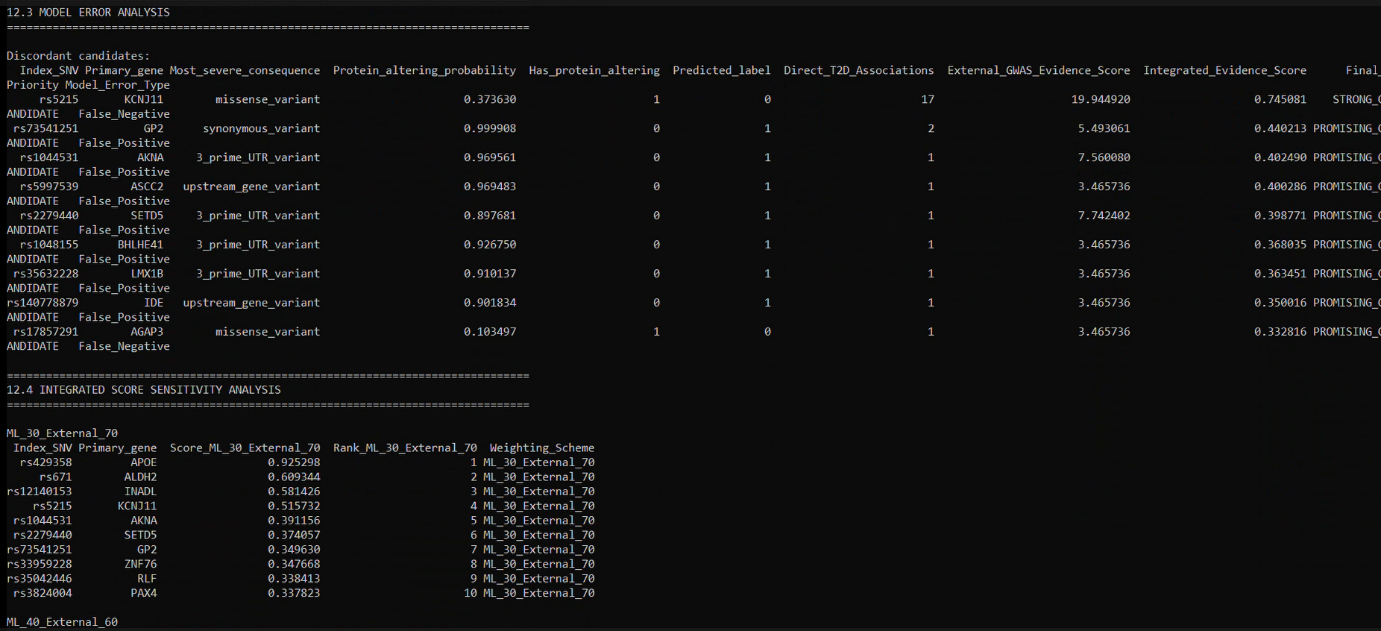 12.3 MODEL ERROR ANALYSIS
================================================================================
Discordant candidates:
Index_SNV Primary_gene Most_severe_consequence Protein_altering_probability Has_protein_altering Predicted_label Direct_T2D_Associations External_GWAS_Evidence_Score Integrated_Evidence_Score Final_
Priority Model_Error_Type
rs5215 KCNJ11 missense_variant 0.373630 1 0 17 19.944920 0.745081 STRONG_C
ANDIDATE False_Negative
rs73541251 GP2 synonymous_variant 0.999908 0 1 2 5.493061 0.440213 PROMISING_C
ANDIDATE False_Positive
rs1044531 AKNA 3_prime_UTR_variant 0.969561 0 1 1 7.560080 0.402490 PROMISING_C
ANDIDATE False_Positive
rs5997539 ASCC2 upstream_gene_variant 0.969483 0 1 1 3.465736 0.400286 PROMISING_C
ANDIDATE False_Positive
rs2279440 SETD5 3_prime_UTR_variant 0.897681 0 1 1 7.742402 0.398771 PROMISING_C
ANDIDATE False_Positive
rs1048155 BHLHE41 3_prime_UTR_variant 0.926750 0 1 1 3.465736 0.368035 PROMISING_C
ANDIDATE False_Positive
rs35632228 LMX1B 3_prime_UTR_variant 0.910137 0 1 1 3.465736 0.363451 PROMISING_C
ANDIDATE False_Positive
rs140778879 IDE upstream_gene_variant 0.901834 0 1 1 3.465736 0.350016 PROMISING_C
ANDIDATE False_Positive
rs17857291 AGAP3 missense_variant 0.103497 1 0 1 3.465736 0.332816 PROMISING_C
ANDIDATE False_Negative
================================================================================
12.4 INTEGRATED SCORE SENSITIVITY ANALYSIS
================================================================================
ML_30_External_70
Index_SNV Primary_gene Score_ML_30_External_70 Rank_ML_30_External_70 Weighting_Scheme
rs429358 APOE 0.925298 1 ML_30_External_70
rs671 ALDH2 0.609344 2 ML_30_External_70
rs12140153 INADL 0.581426 3 ML_30_External_70
rs5215 KCNJ11 0.515732 4 ML_30_External_70
rs1044531 AKNA 0.391156 5 ML_30_External_70
rs2279440 SETD5 0.374057 6 ML_30_External_70
rs73541251 GP2 0.349630 7 ML_30_External_70
rs33959228 ZNF76 0.347668 8 ML_30_External_70
rs35042446 RLF 0.338413 9 ML_30_External_70
rs3824004 PAX4 0.337823 10 ML_30_External_70
ML_40_External_60